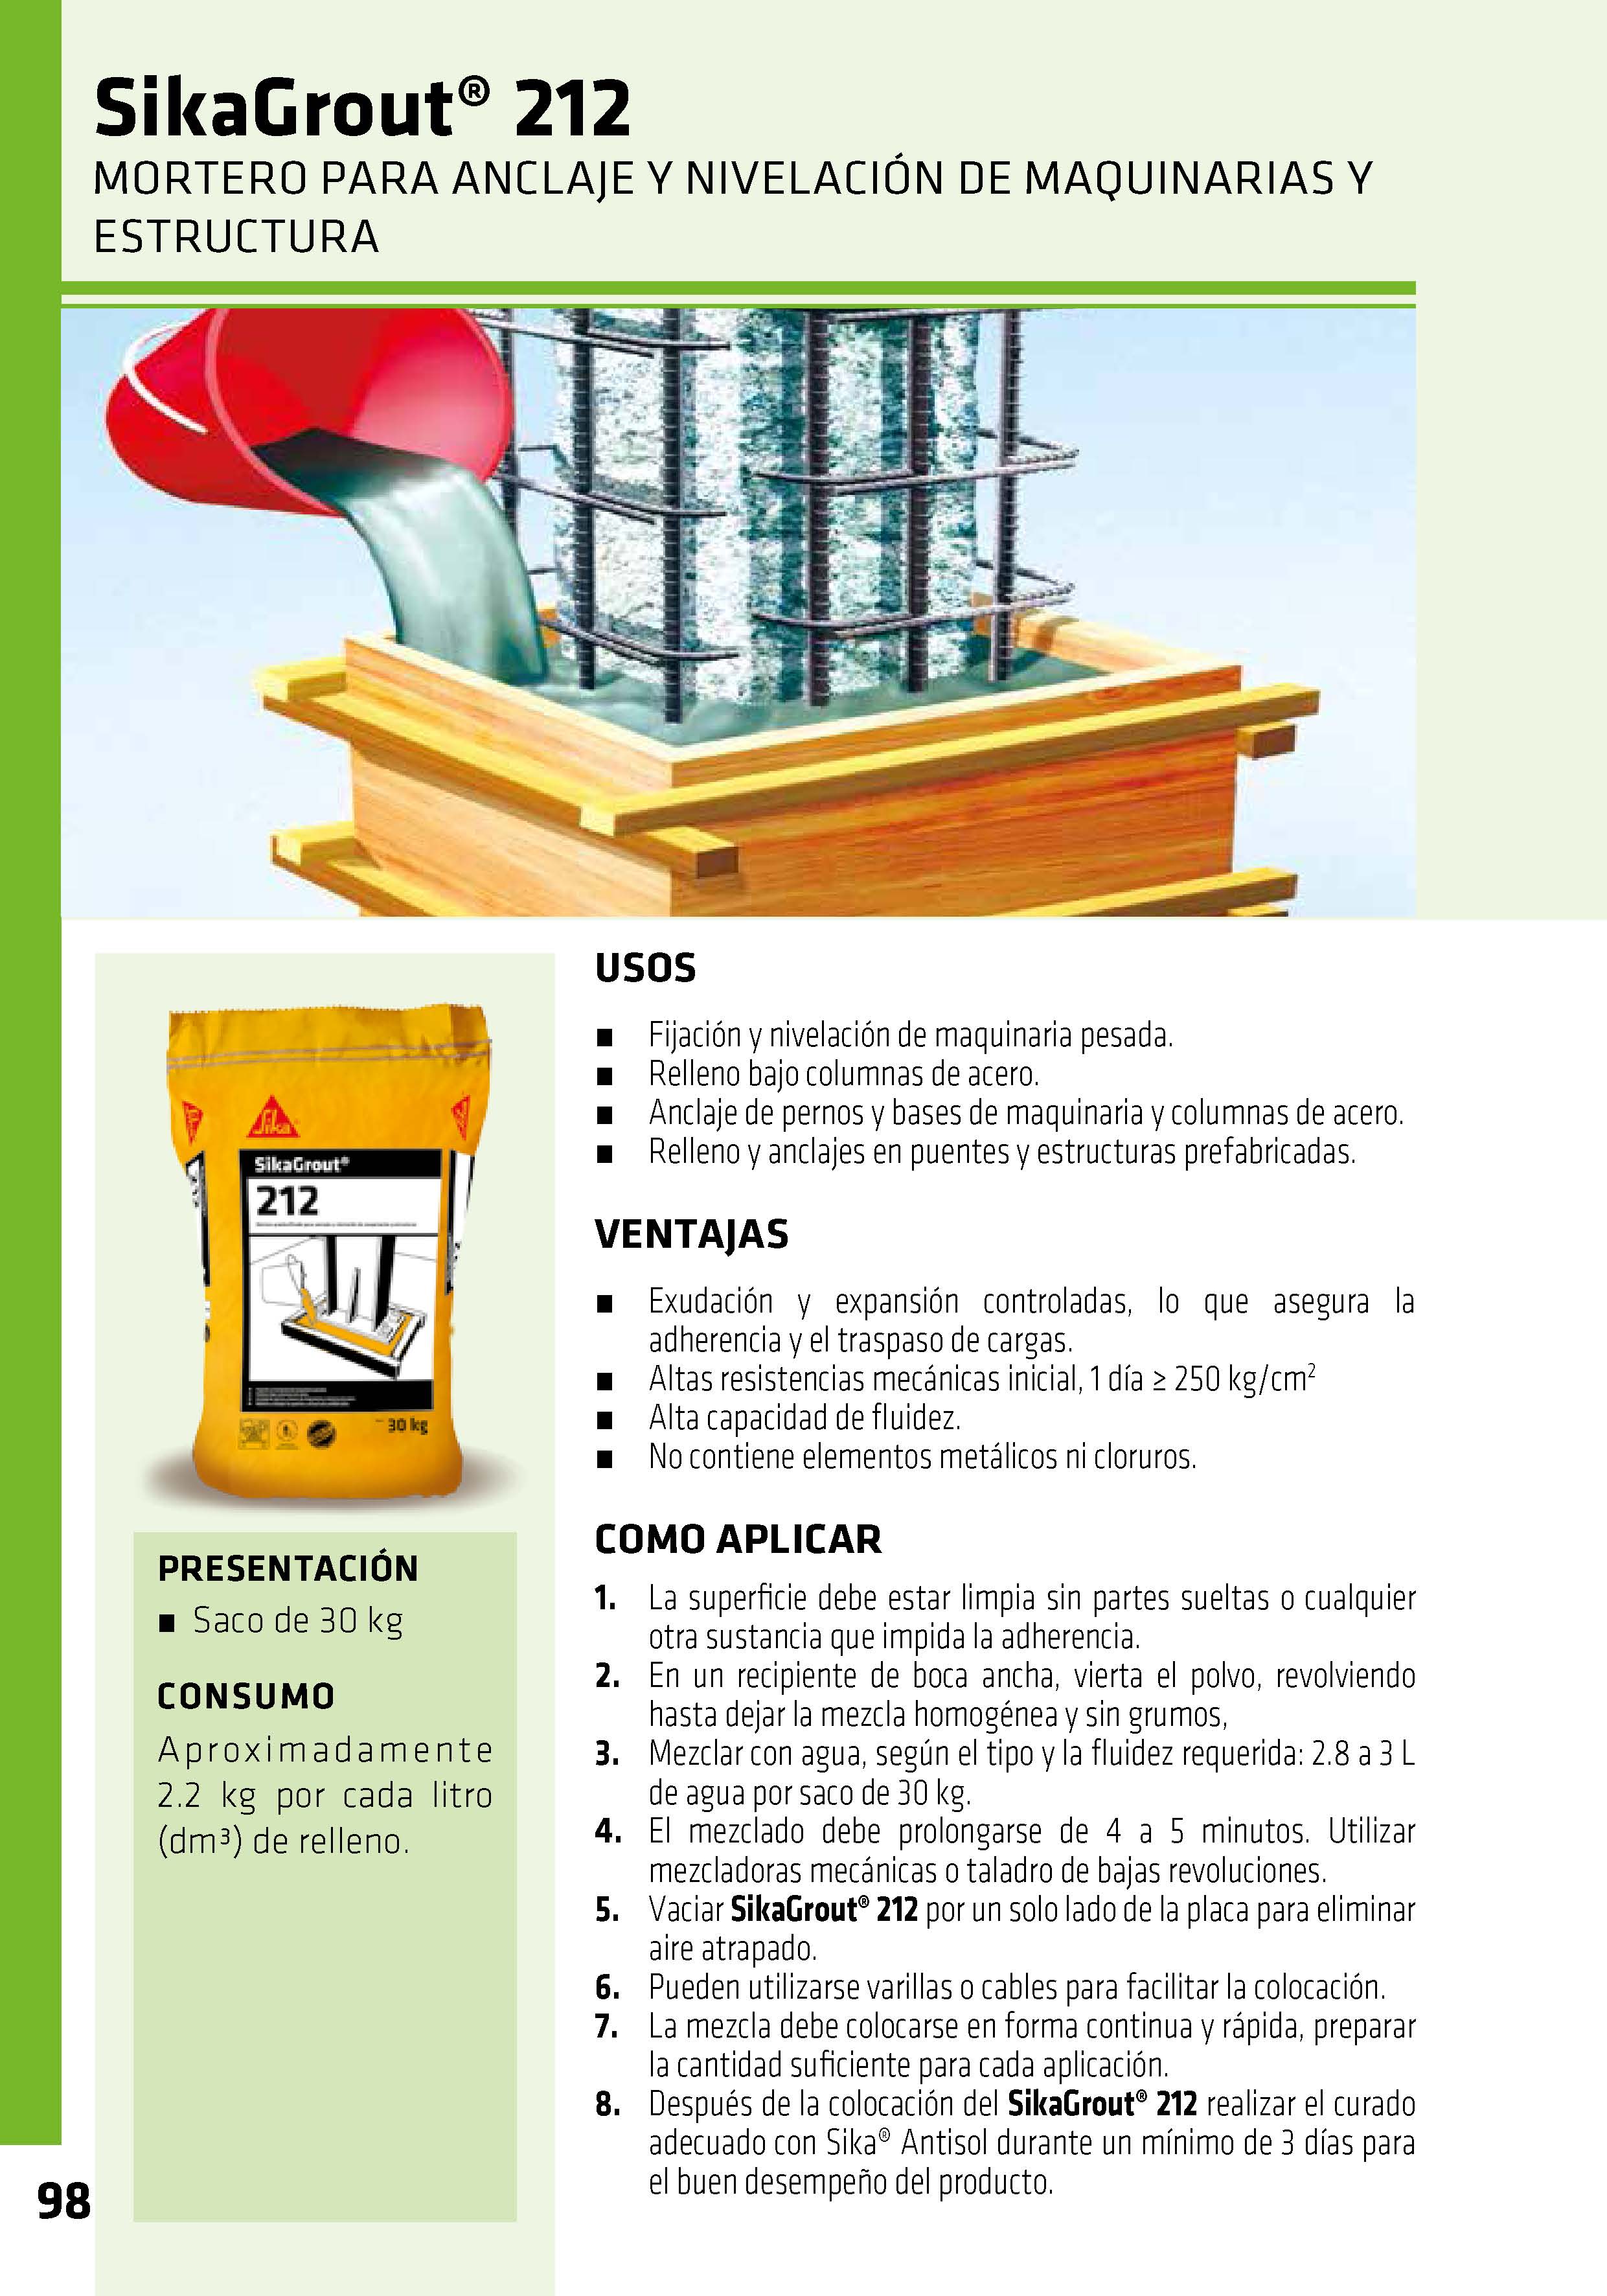 SikaGrout® 212
MORTERO PARA ANCLAJE Y NIVELACIÓN DE MAQUINARIAS Y
ESTRUCTURA
Sika®
SikaGrout®
212
30 kg
PRESENTACIÓN
■ Saco de 30 kg
CONSUMO
Aproximadamente
2.2 kg por cada litro
(dm³) de relleno.
98
USOS
■ Fijación y nivelación de maquinaria pesada.
■ Relleno bajo columnas de acero.
■ Anclaje de pernos y bases de maquinaria y columnas de acero.
■ Relleno y anclajes en puentes y estructuras prefabricadas.
VENTAJAS
■ Exudación y expansión controladas, lo que asegura la
adherencia y el traspaso de cargas.
■ Altas resistencias mecánicas inicial, 1 día ≥ 250 kg/cm²
■ Alta capacidad de fluidez.
■ No contiene elementos metálicos ni cloruros.
COMO APLICAR
1. La superficie debe estar limpia sin partes sueltas o cualquier
otra sustancia que impida la adherencia.
2. En un recipiente de boca ancha, vierta el polvo, revolviendo
hasta dejar la mezcla homogénea y sin grumos,
3. Mezclar con agua, según el tipo y la fluidez requerida: 2.8 a 3 L
de agua por saco de 30 kg.
4. El mezclado debe prolongarse de 4 a 5 minutos. Utilizar
mezcladoras mecánicas o taladro de bajas revoluciones.
5. Vaciar SikaGrout® 212 por un solo lado de la placa para eliminar
aire atrapado.
6. Pueden utilizarse varillas o cables para facilitar la colocación.
7. La mezcla debe colocarse en forma continua y rápida, preparar
la cantidad suficiente para cada aplicación.
8. Después de la colocación del SikaGrout® 212 realizar el curado
adecuado con Sika® Antisol durante un mínimo de 3 días para
el buen desempeño del producto.